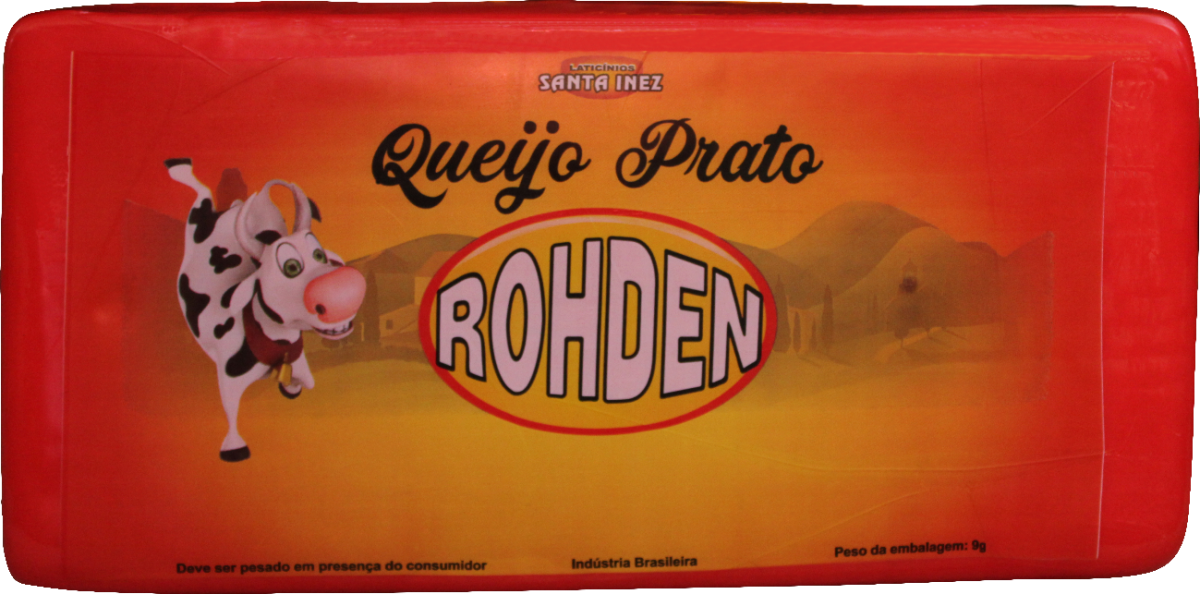 LATICÍNIOS
SANTA INEZ
Queijo Prato
ROHDEN
Deve ser pesado em presença do consumidor
Indústria Brasileira
Peso da embalagem: 9g